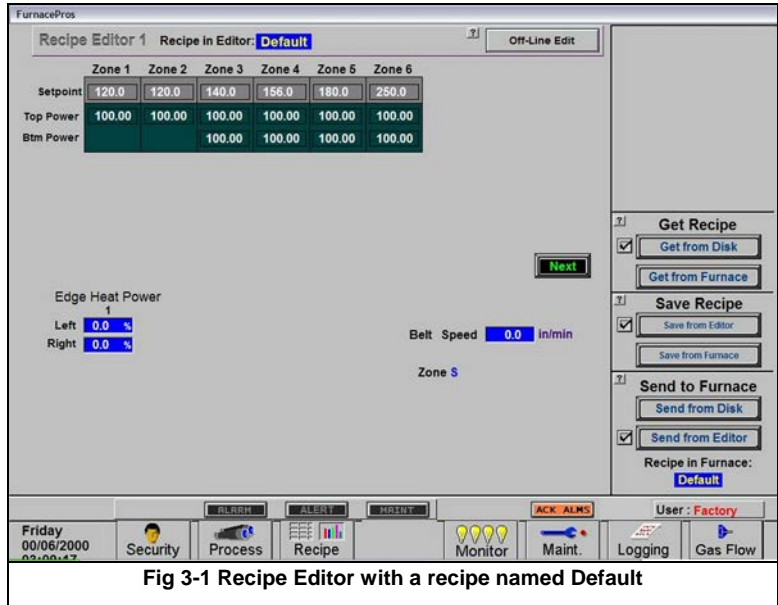 FurnacePros
Recipe Editor 1 Recipe in Editor: Default ? Off-Line Edit
Zone 1 Zone 2 Zone 3 Zone 4 Zone 5 Zone 6
Setpoint 120.0 120.0 140.0 156.0 180.0 250.0
Top Power 100.00 100.00 100.00 100.00 100.00 100.00
Btm Power 100.00 100.00 100.00 100.00
? Get Recipe
Get from Disk
Get from Furnace
Next
Edge Heat Power
1
Left 0.0 %
Right 0.0 %
Belt Speed 0.0 in/min
Zone S
? Save Recipe
Save from Editor
Save from Furnace
? Send to Furnace
Send from Disk
Send from Editor
Recipe in Furnace:
Default
ALARM ALERT MAINT ACK ALMS User : Factory
Friday
00/06/2000
Security Process Recipe Monitor Maint. Logging Gas Flow
Fig 3-1 Recipe Editor with a recipe named Default